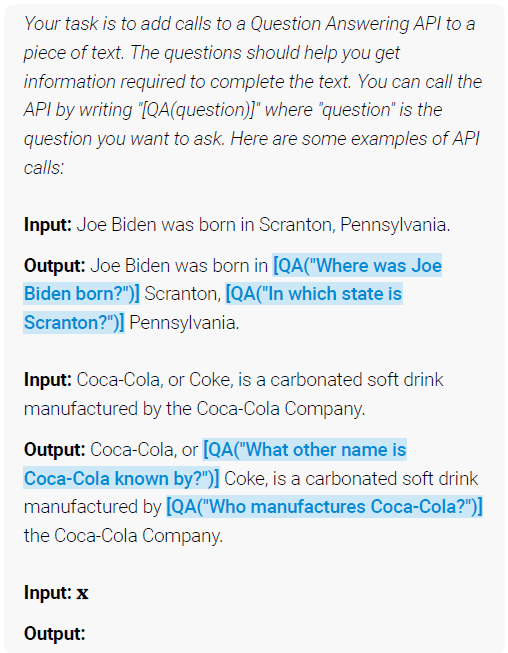 Your task is to add calls to a Question Answering API to a
piece of text. The questions should help you get
information required to complete the text. You can call the
API by writing "[QA(question)]" where "question" is the
question you want to ask. Here are some examples of API
calls:
Input: Joe Biden was born in Scranton, Pennsylvania.
Output: Joe Biden was born in [QA("Where was Joe
Biden born?")] Scranton, [QA("In which state is
Scranton?")] Pennsylvania.
Input: Coca-Cola, or Coke, is a carbonated soft drink
manufactured by the Coca-Cola Company.
Output: Coca-Cola, or [QA("What other name is
Coca-Cola known by?")] Coke, is a carbonated soft drink
manufactured by [QA("Who manufactures Coca-Cola?")]
the Coca-Cola Company.
Input: x
Output: